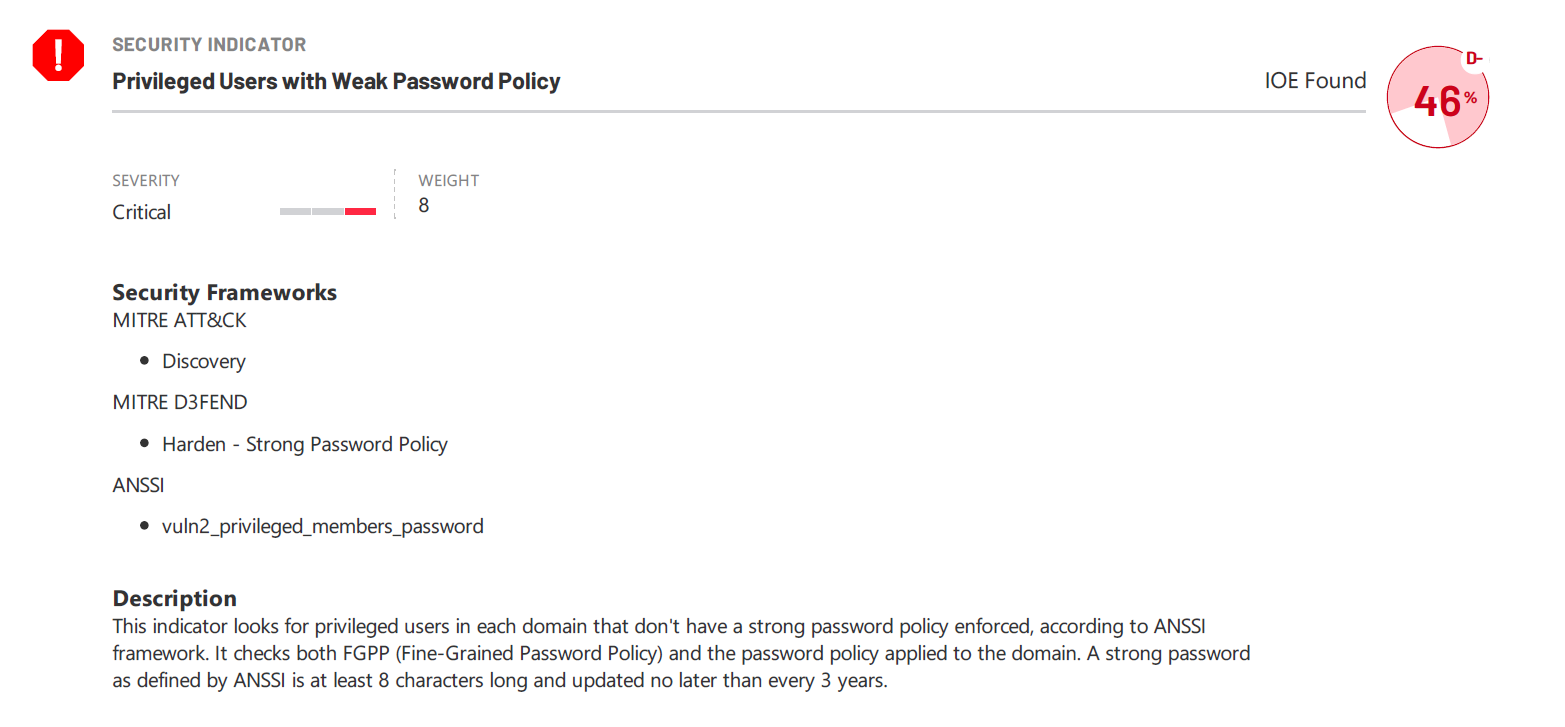 SECURITY INDICATOR
Privileged Users with Weak Password Policy
IOE Found
D-
46%
SEVERITY
Critical
WEIGHT
8
Security Frameworks
MITRE ATT&CK
• Discovery
MITRE D3FEND
• Harden - Strong Password Policy
ANSSI
• vuln2_privileged_members_password
Description
This indicator looks for privileged users in each domain that don't have a strong password policy enforced, according to ANSSI
framework. It checks both FGPP (Fine-Grained Password Policy) and the password policy applied to the domain. A strong password
as defined by ANSSI is at least 8 characters long and updated no later than every 3 years.